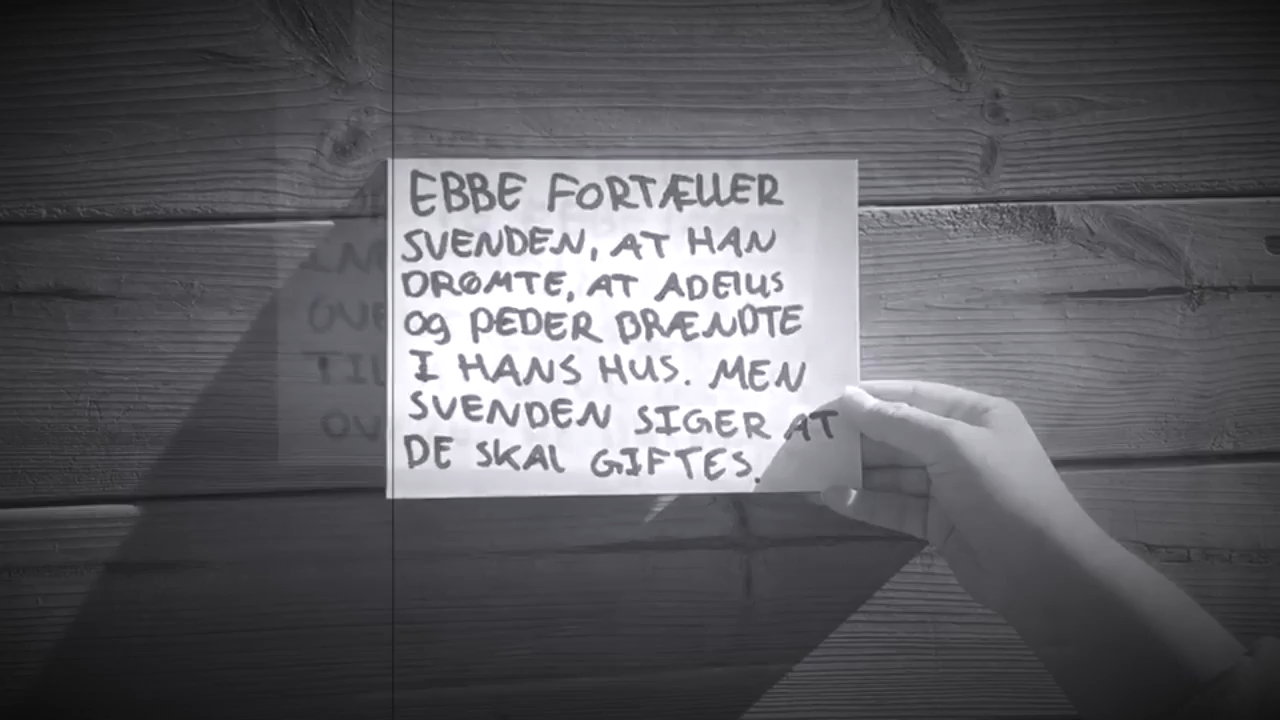 EBBE FORTÆLLER
SVENDEN, AT HAN
DRØMTE, AT ADELUS
Og PEDER BRÆNDTE
I HANS HUS. MEN
SVENDEN SIGER AT
DE SKAL GIFTES.